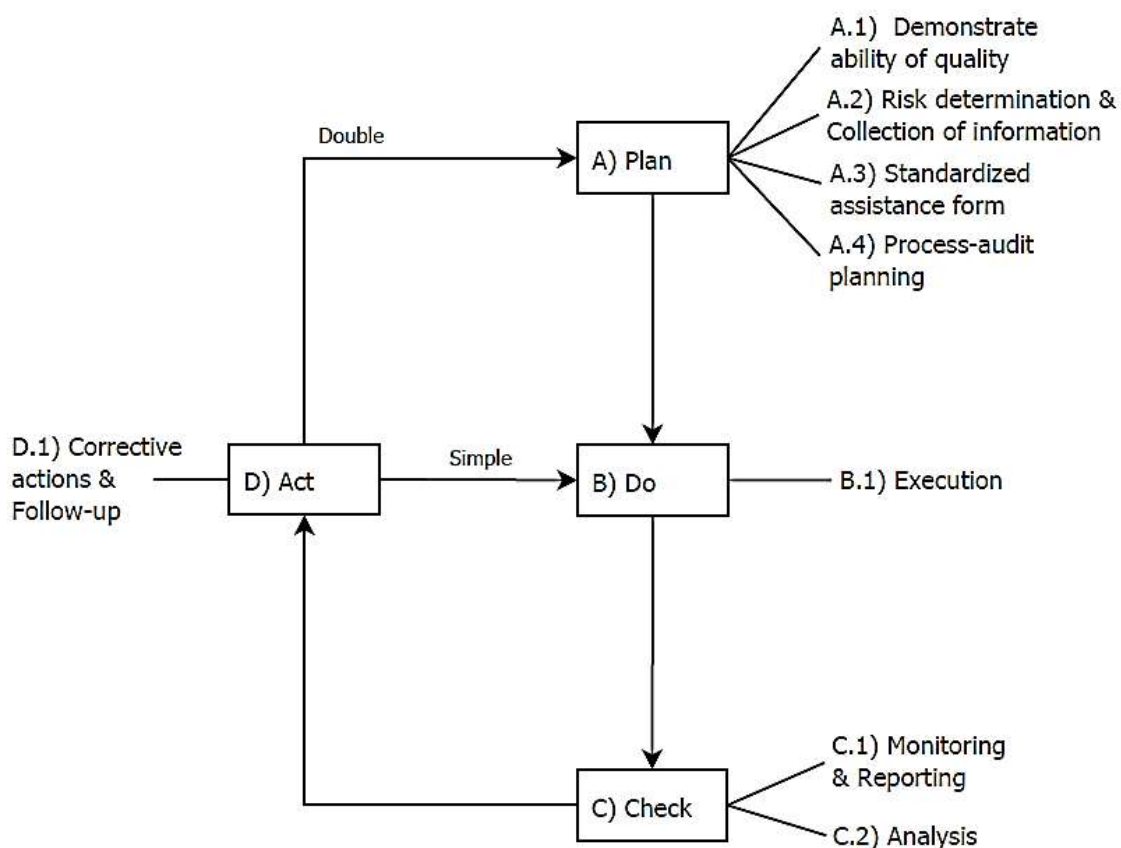 A.1) Demonstrate
ability of quality
A.2) Risk determination &
Collection of information
Double
A) Plan
A.3) Standardized
assistance form
A.4) Process-audit
planning
D.1) Corrective
actions &
Follow-up
D) Act
Simple
B) Do
B.1) Execution
C.1) Monitoring
& Reporting
C) Check
C.2) Analysis